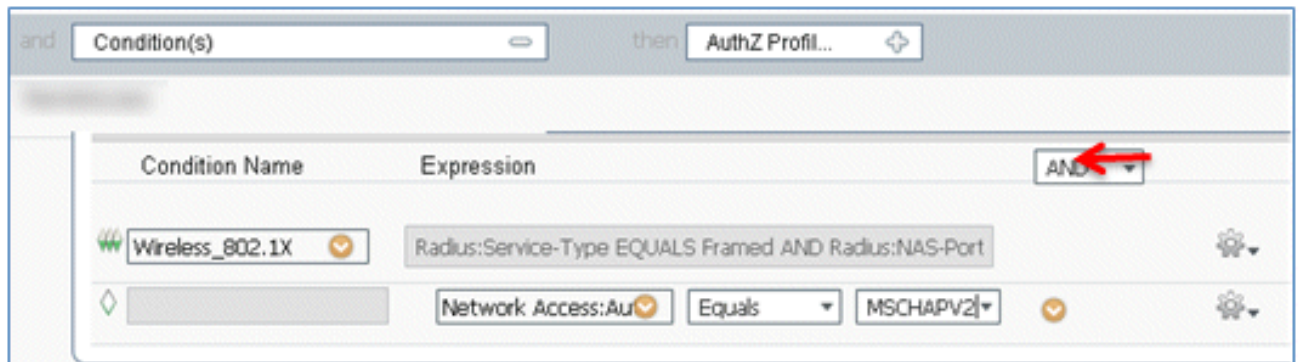 and Condition(s) then AuthZ Profil...
Condition Name Expression AND
Wireless_802.1X Radius:Service-Type EQUALS Framed AND Radius:NAS-Port
Network Access:Au Equals MSCHAPV2